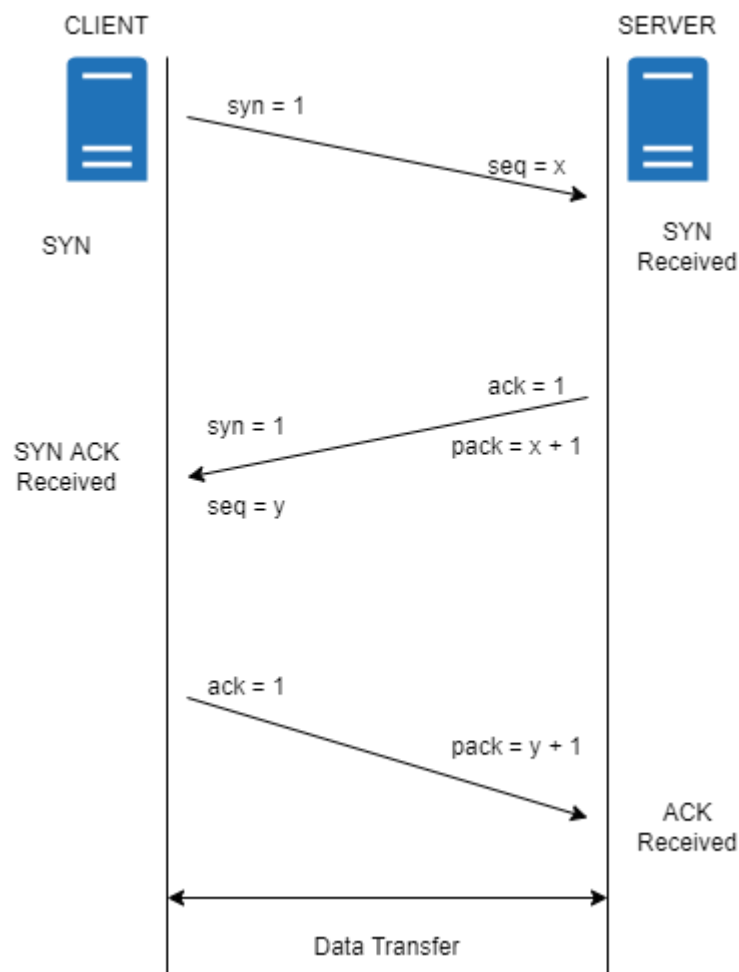 CLIENT
SERVER
syn = 1
seq = x
SYN
SYN
Received
ack = 1
syn = 1
pack = x + 1
SYN ACK
Received
seq = y
ack = 1
pack = y + 1
ACK
Received
Data Transfer